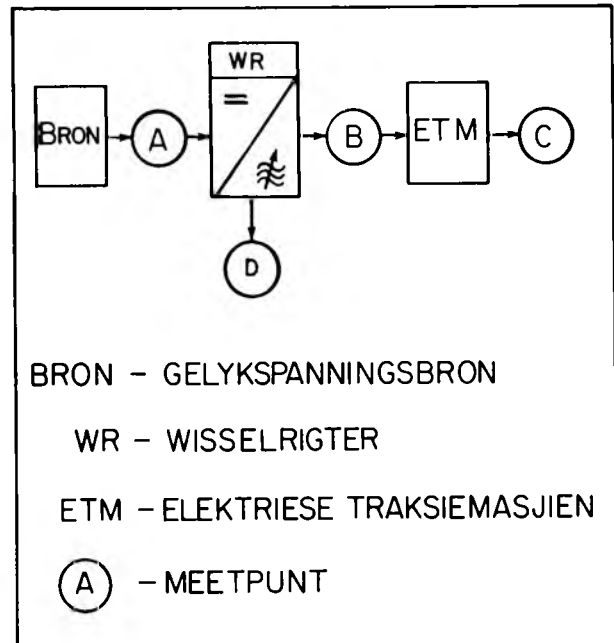 WR
BRON
A
B
ETM
C
D
BRON – GELYKSPANNINGSBRON
WR – WISSELRIGTER
ETM – ELEKTRIESE TRAKSIEMASJIEN
A – MEETPUNT